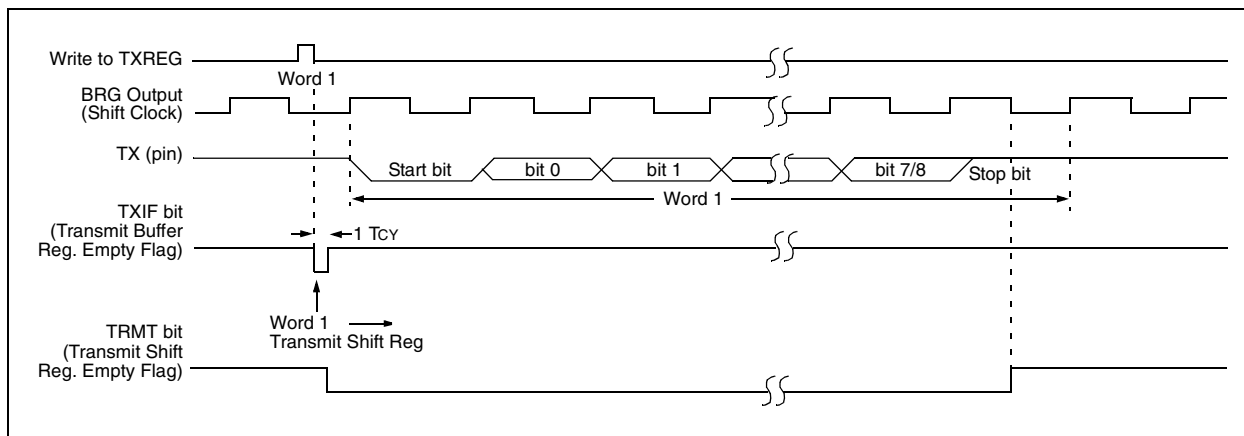 Write to TXREG
Word 1
BRG Output
(Shift Clock)
TX (pin)
Start bit
bit 0
bit 1
bit 7/8
Stop bit
Word 1
TXIF bit
(Transmit Buffer
Reg. Empty Flag)
1 TCY
Word 1
Transmit Shift Reg
TRMT bit
(Transmit Shift
Reg. Empty Flag)